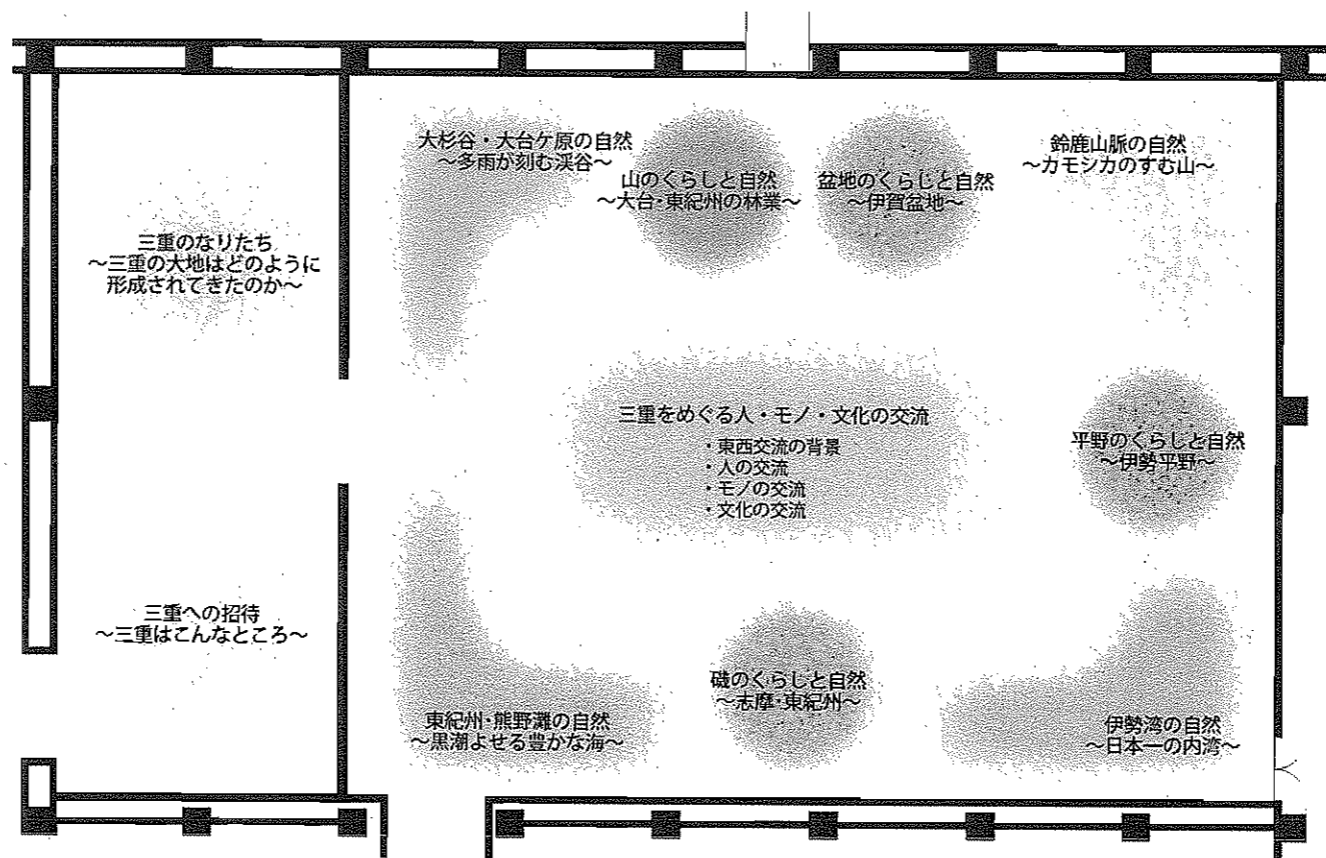 大杉谷・大台ケ原の自然
～多雨が刻む渓谷～
山のくらしと自然
～大台・東紀州の林業～
盆地のくらしと自然
～伊賀盆地～
鈴鹿山脈の自然
～カモシカのすむ山～
三重のなりたち
～三重の大地はどのように
形成されてきたのか～
三重をめぐる人・モノ・文化の交流
・東西交流の背景
・人の交流
・モノの交流
・文化の交流
平野のくらしと自然
～伊勢平野～
三重への招待
～三重はこんなところ～
磯のくらしと自然
～志摩・東紀州～
東紀州・熊野灘の自然
～黒潮よせる豊かな海～
伊勢湾の自然
～日本一の内湾～